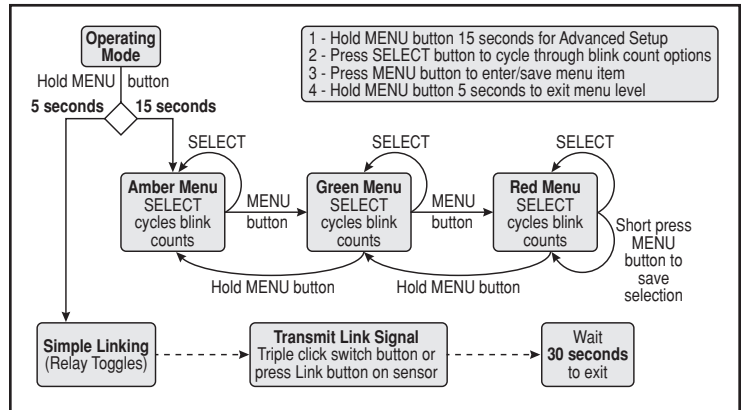 Operating
Mode
1 - Hold MENU button 15 seconds for Advanced Setup
2 - Press SELECT button to cycle through blink count options
3 - Press MENU button to enter/save menu item
4 - Hold MENU button 5 seconds to exit menu level
Hold MENU button
5 seconds 15 seconds
SELECT
SELECT
SELECT
Amber Menu
SELECT
cycles blink
counts
MENU
button
Green Menu
SELECT
cycles blink
counts
MENU
button
Red Menu
SELECT
cycles blink
counts
Short press
MENU
button to
save
selection
Hold MENU button
Hold MENU button
Simple Linking
(Relay Toggles)
Transmit Link Signal
Triple click switch button or
press Link button on sensor
Wait
30 seconds
to exit